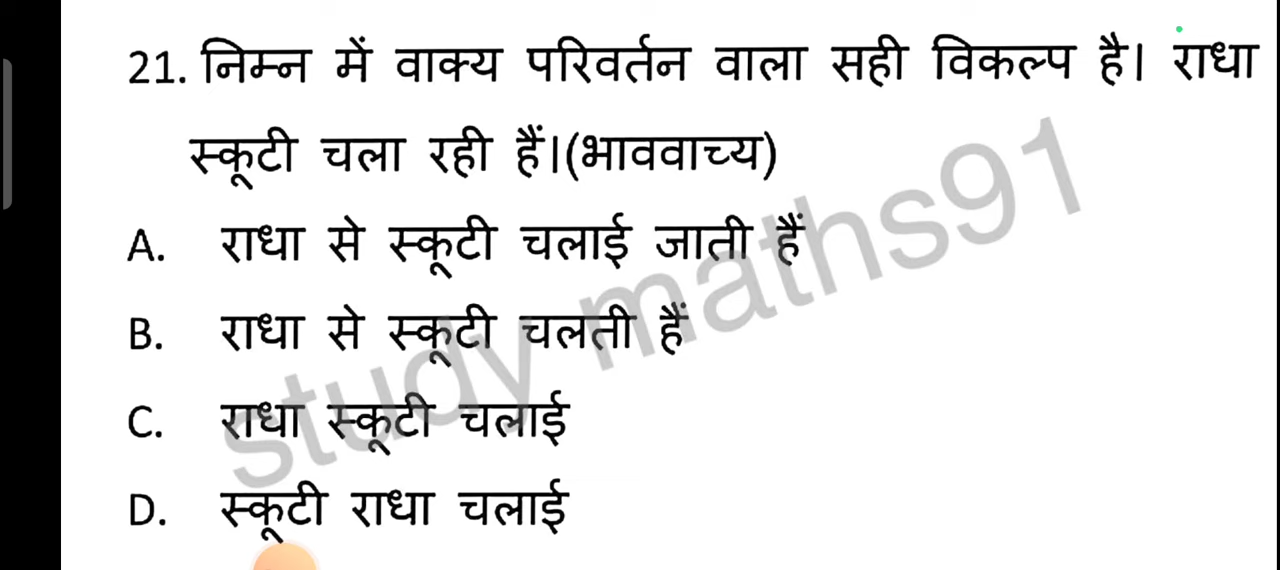 21. निम्न में वाक्य परिवर्तन वाला सही विकल्प है। राधा
स्कूटी चला रही हैं।(भाववाच्य)
A. राधा से स्कूटी चलाई जाती हैं
B. राधा से स्कूटी चलती हैं
C. राधा स्कूटी चलाई
D. स्कूटी राधा चलाई
study maths91